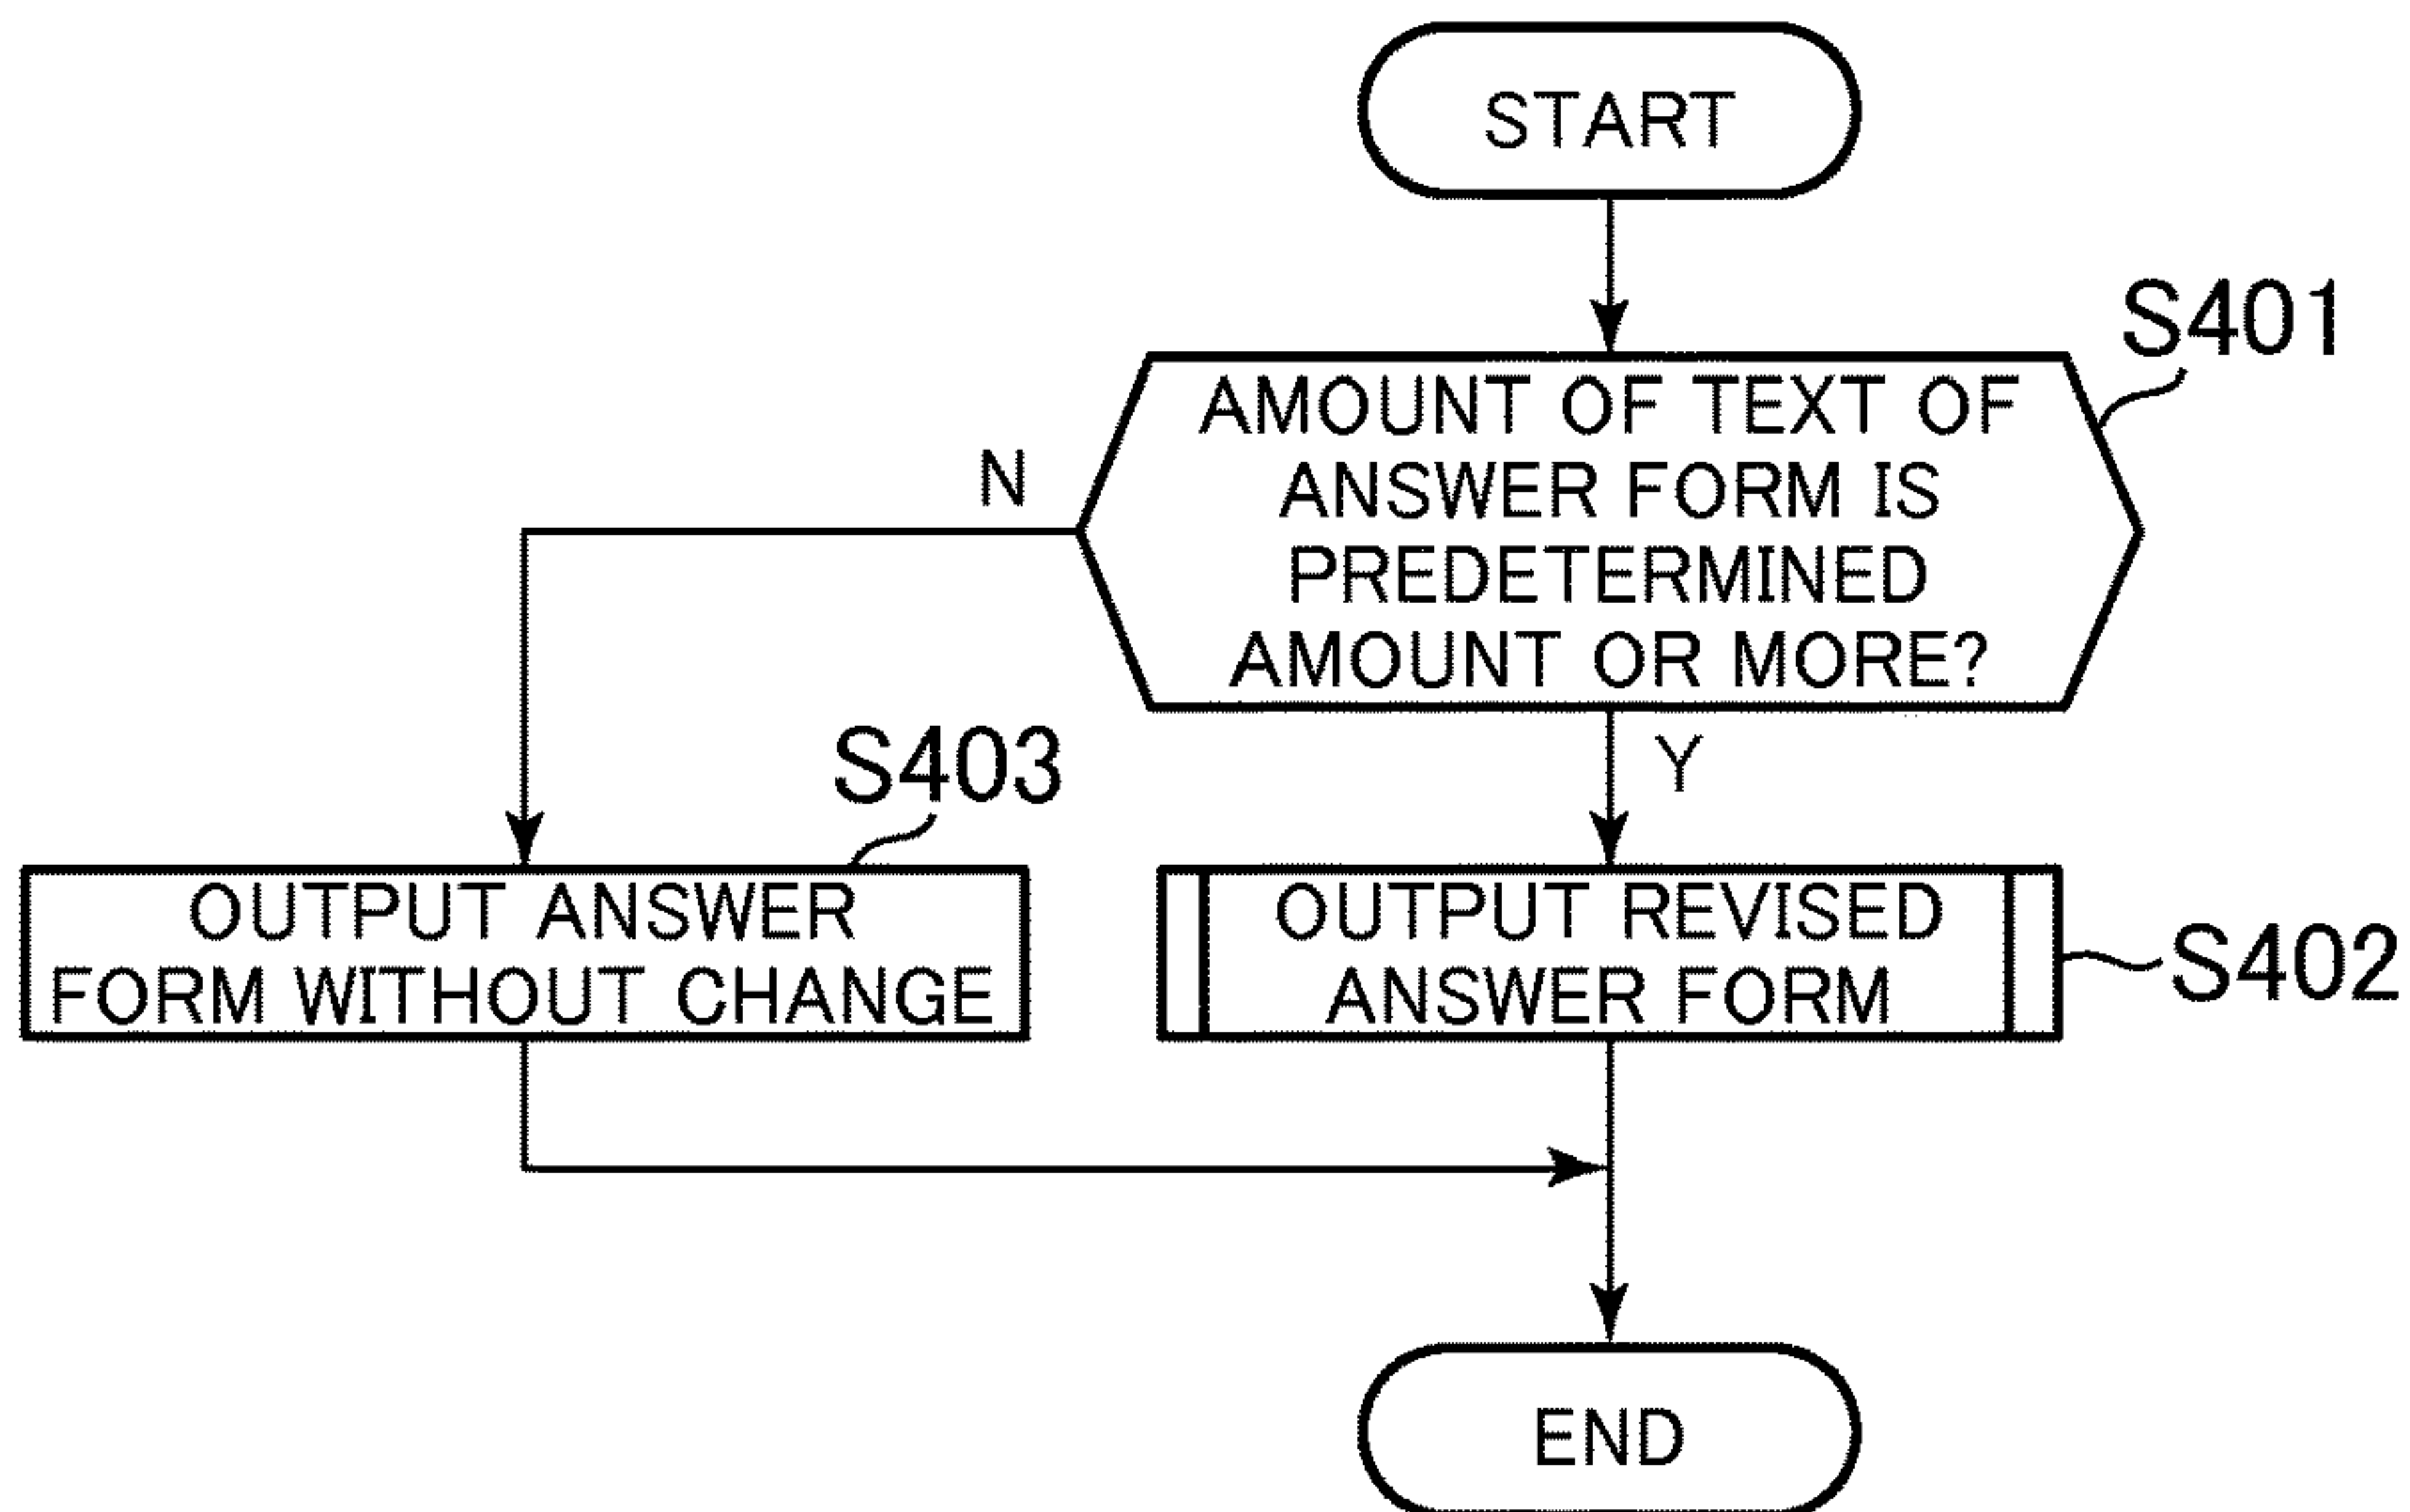 START
S401
AMOUNT OF TEXT OF
ANSWER FORM IS
PREDETERMINED
AMOUNT OR MORE?
N
Y
S403
OUTPUT ANSWER
FORM WITHOUT CHANGE
OUTPUT REVISED
ANSWER FORM
S402
END